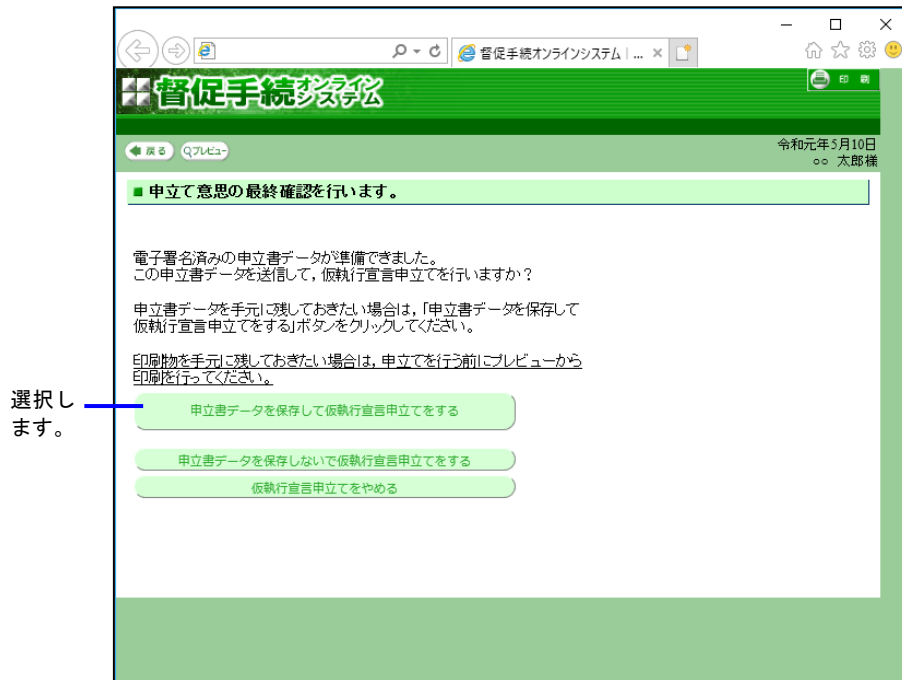 督促手続オンラインシステム | ...
督促手続オンラインシステム
印 刷
戻る
プレビュー
令和元年5月10日
○○ 太郎様
■ 申立て意思の最終確認を行います。
電子署名済みの申立書データが準備できました。
この申立書データを送信して，仮執行宣言申立てを行いますか？
申立書データを手元に残しておきたい場合は，「申立書データを保存して
仮執行宣言申立てをする」ボタンをクリックしてください。
印刷物を手元に残しておきたい場合は，申立てを行う前にプレビューから
印刷を行ってください。
選択し
ます。
申立書データを保存して仮執行宣言申立てをする
申立書データを保存しないで仮執行宣言申立てをする
仮執行宣言申立てをやめる